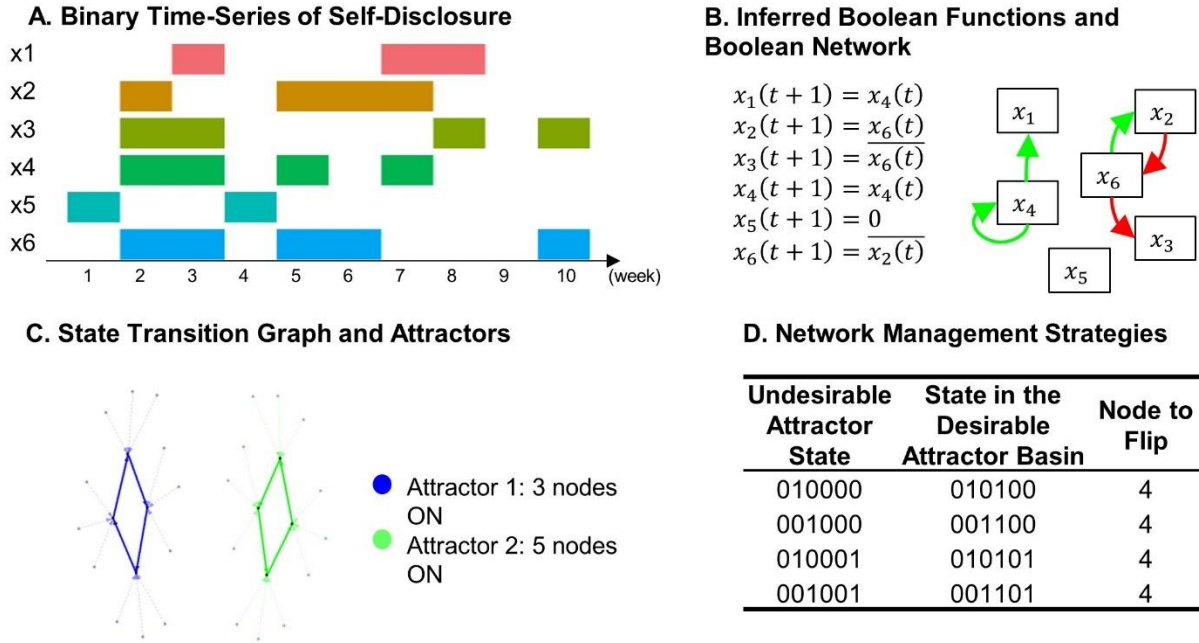 A. Binary Time-Series of Self-Disclosure
x1
x2
x3
x4
x5
x6
1 2 3 4 5 6 7 8 9 10 (week)
B. Inferred Boolean Functions and
Boolean Network
x₁(t + 1) = x₄(t)
x₂(t + 1) = x₆(t)
x₃(t + 1) = x̅₆̅(̅t̅)̅
x₄(t + 1) = x₄(t)
x₅(t + 1) = 0
x₆(t + 1) = x̅₂̅(̅t̅)̅
x₁
x₂
x₆
x₄
x₃
x₅
C. State Transition Graph and Attractors
Attractor 1: 3 nodes
ON
Attractor 2: 5 nodes
ON
D. Network Management Strategies
Undesirable Attractor State | State in the Desirable Attractor Basin | Node to Flip
010000 010100 4
001000 001100 4
010001 010101 4
001001 001101 4